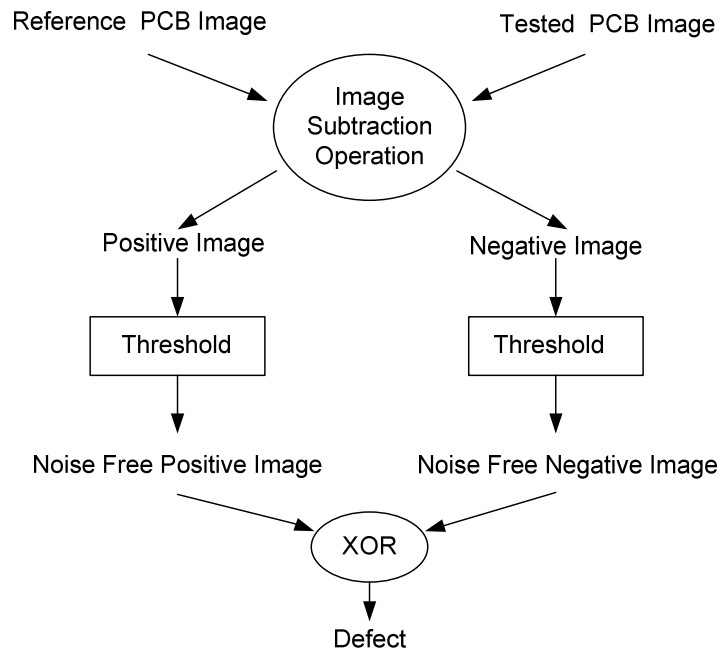 Reference PCB Image
Tested PCB Image
Image
Subtraction
Operation
Positive Image
Negative Image
Threshold
Threshold
Noise Free Positive Image
Noise Free Negative Image
XOR
Defect